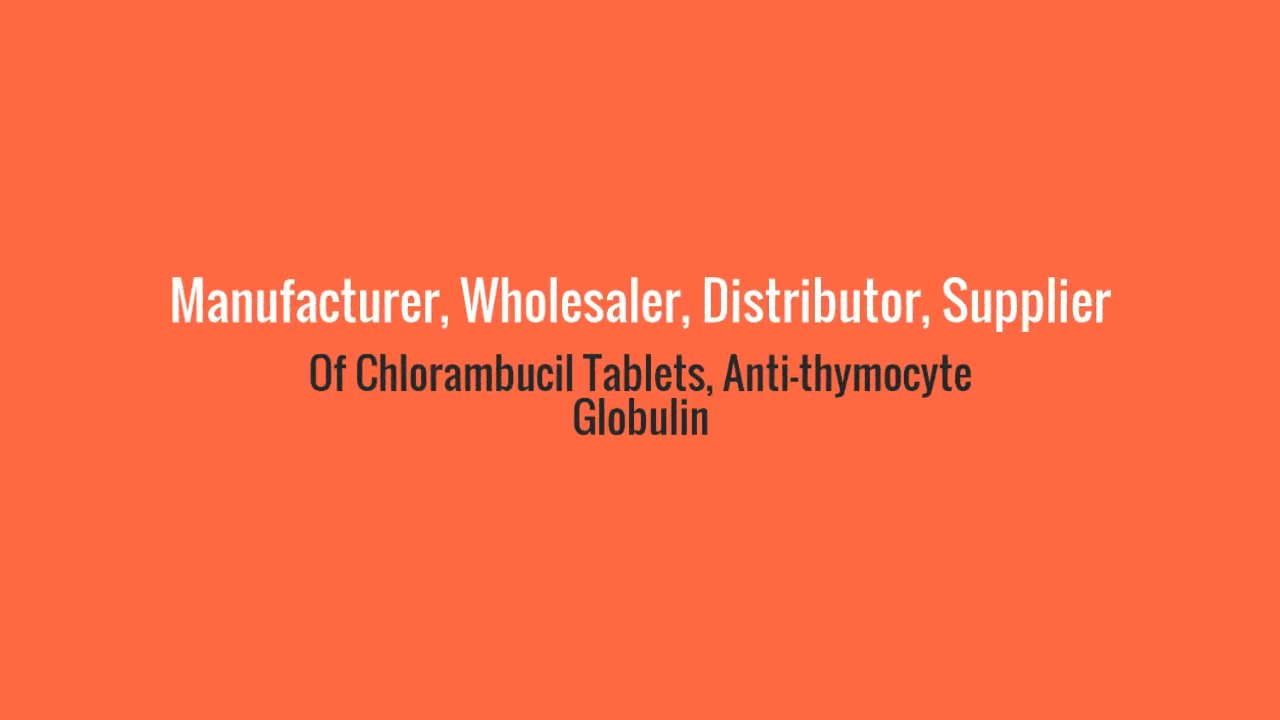 Manufacturer, Wholesaler, Distributor, Supplier
Of Chlorambucil Tablets, Anti-thymocyte
Globulin